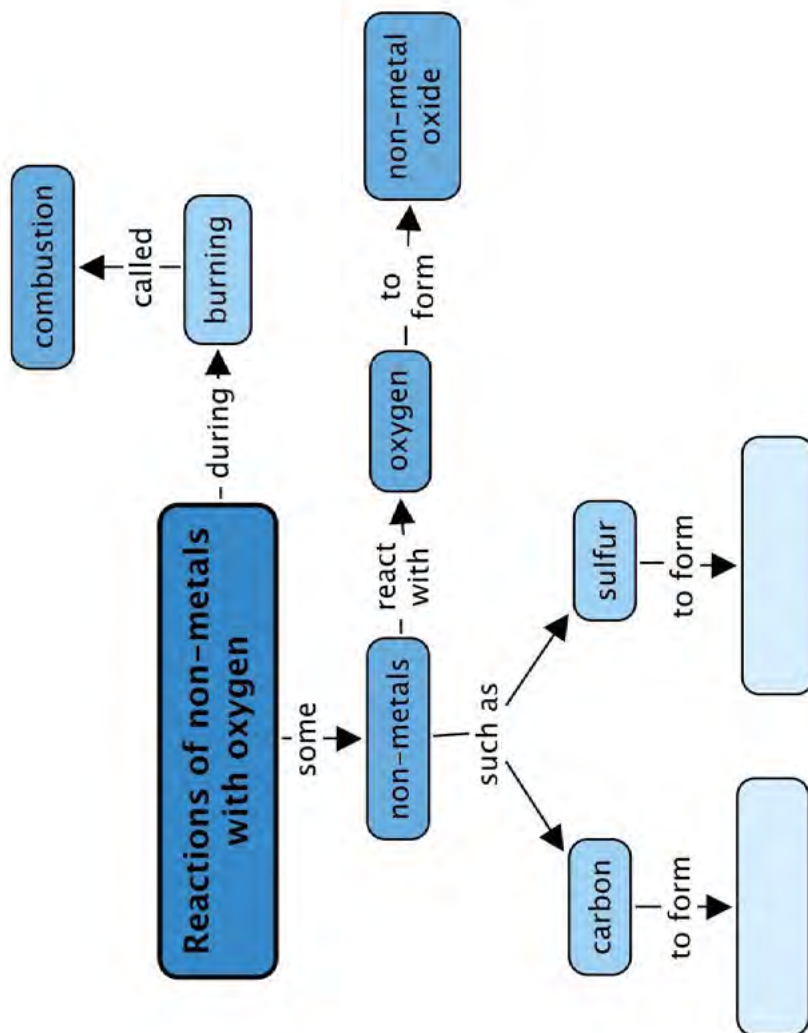 Reactions of non-metals
with oxygen
during
burning
called
combustion
some
non-metals
react
with
oxygen
to
form
non-metal
oxide
such as
carbon
to form
sulfur
to form